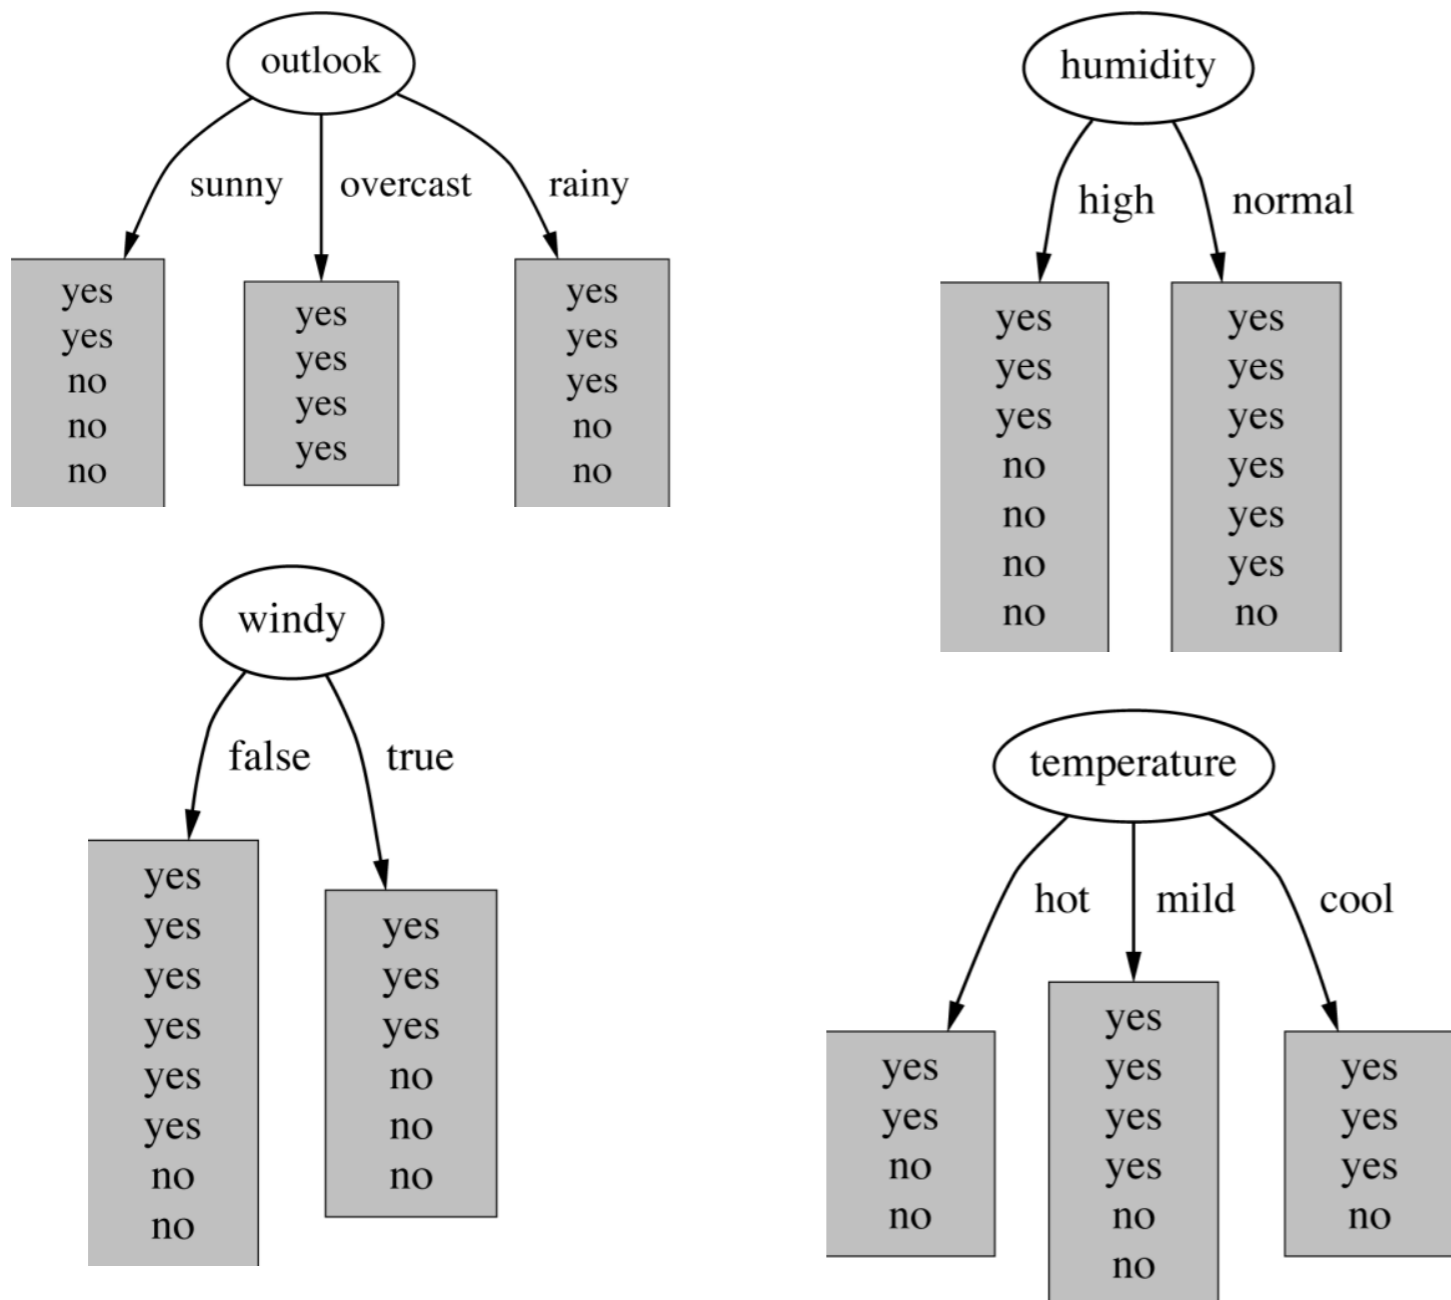 outlook
sunny
overcast
rainy
yes
yes
no
no
no
yes
yes
yes
yes
yes
yes
yes
no
no
humidity
high
normal
yes
yes
yes
no
no
no
no
yes
yes
yes
yes
yes
yes
no
windy
false
true
yes
yes
yes
yes
yes
yes
no
no
yes
yes
yes
no
no
no
temperature
hot
mild
cool
yes
yes
no
no
yes
yes
yes
yes
no
no
yes
yes
yes
no